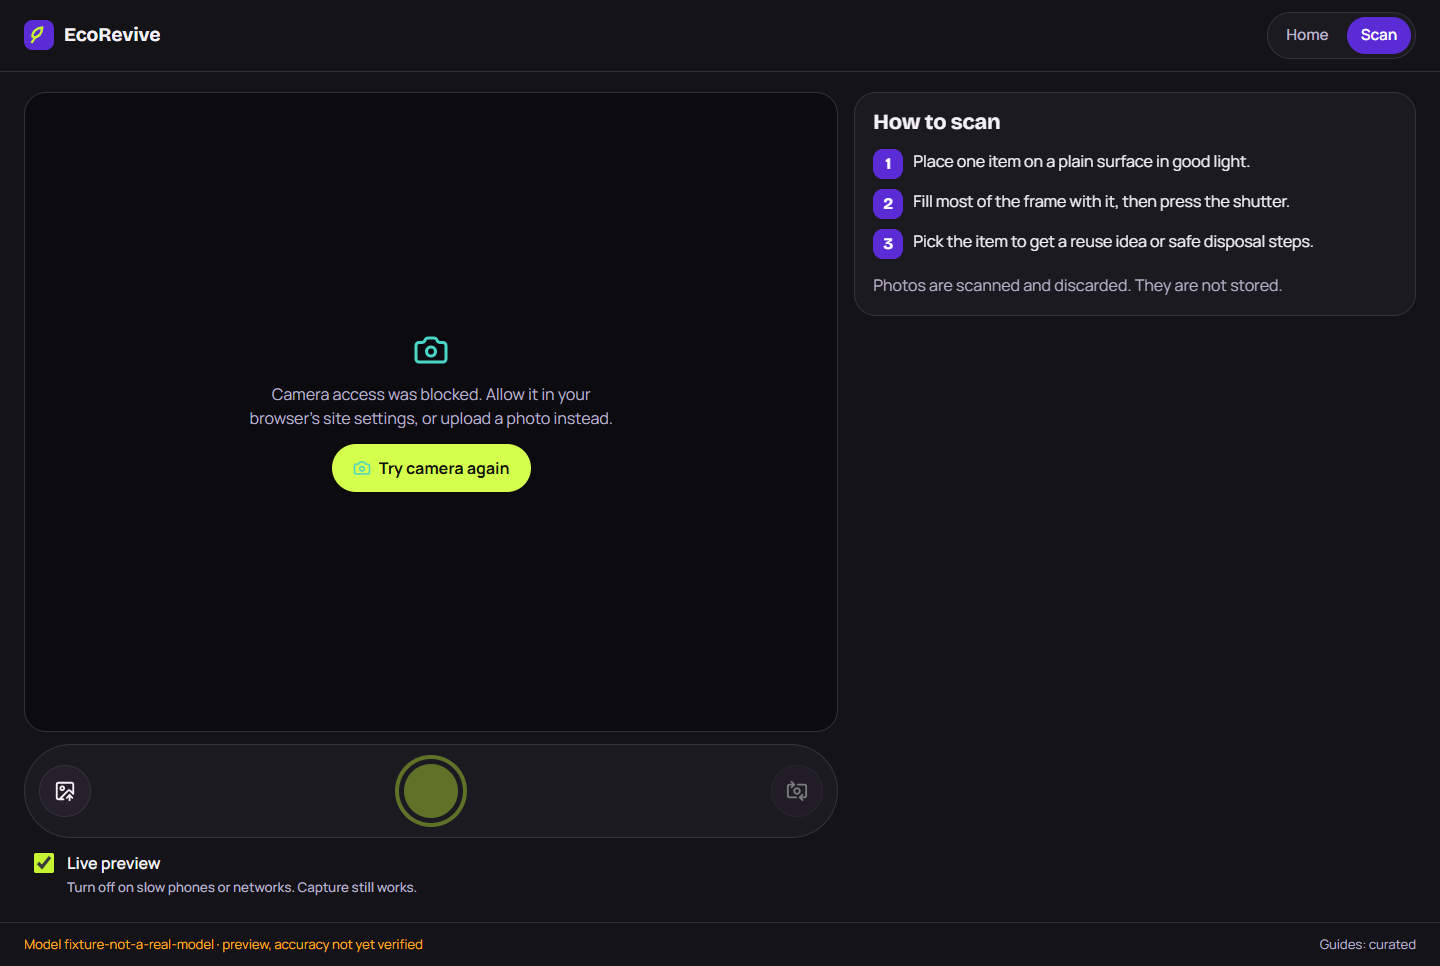 EcoRevive
Home
Scan
Camera access was blocked. Allow it in your
browser's site settings, or upload a photo instead.
Try camera again
Live preview
Turn off on slow phones or networks. Capture still works.
How to scan
1 Place one item on a plain surface in good light.
2 Fill most of the frame with it, then press the shutter.
3 Pick the item to get a reuse idea or safe disposal steps.
Photos are scanned and discarded. They are not stored.
Model fixture-not-a-real-model · preview, accuracy not yet verified
Guides: curated